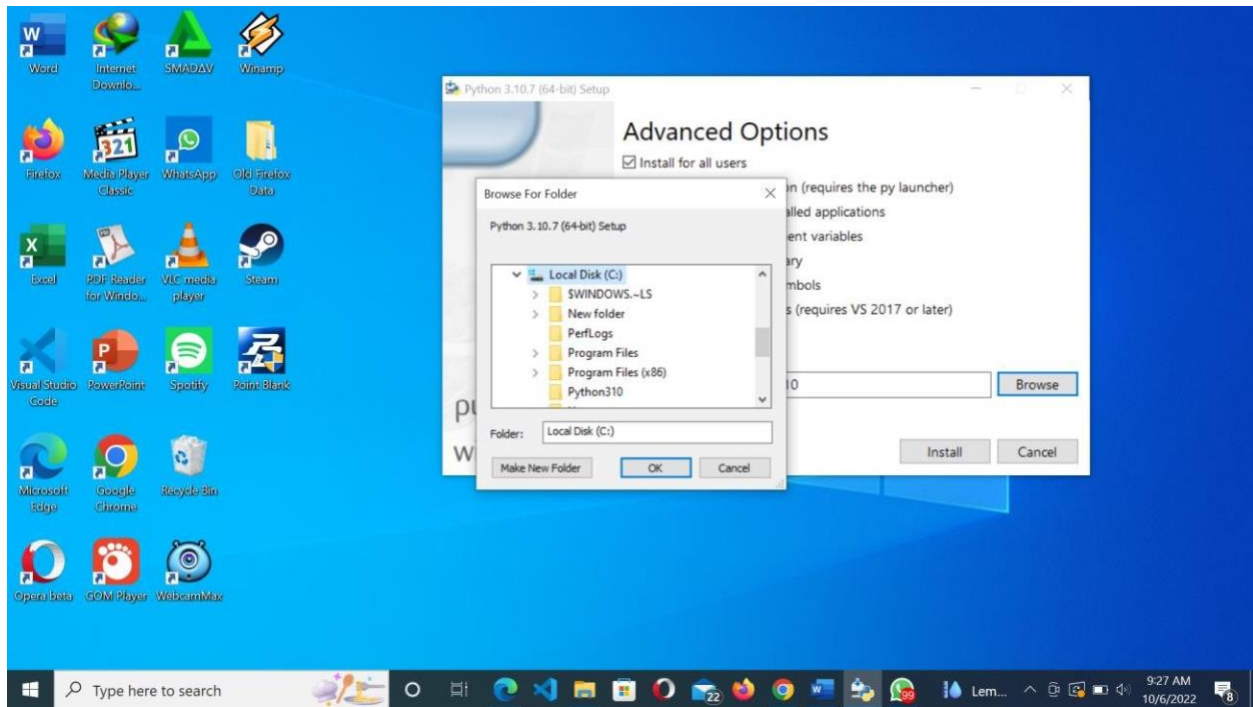 Word
Internet
Downlo...
SMADAV
Winamp
Firefox
Media Player
Classic
WhatsApp
Old Firefox
Data
Excel
PDF Reader
for Windo...
VLC media
player
Steam
Visual Studio
Code
PowerPoint
Spotify
Point Blank
Microsoft
Edge
Google
Chrome
Recycle Bin
Opera beta
GOM Player
WebcamMax
Python 3.10.7 (64-bit) Setup
Advanced Options
Install for all users
(requires the py launcher)
applications
variables
s (requires VS 2017 or later)
10
Browse
Install
Cancel
Browse For Folder
Python 3.10.7 (64-bit) Setup
Local Disk (C:)
$WINDOWS.~LS
New folder
PerfLogs
Program Files
Program Files (x86)
Python310
Folder:
Local Disk (C:)
Make New Folder
OK
Cancel
Type here to search
22
99
Lem...
9:27 AM
10/6/2022
8